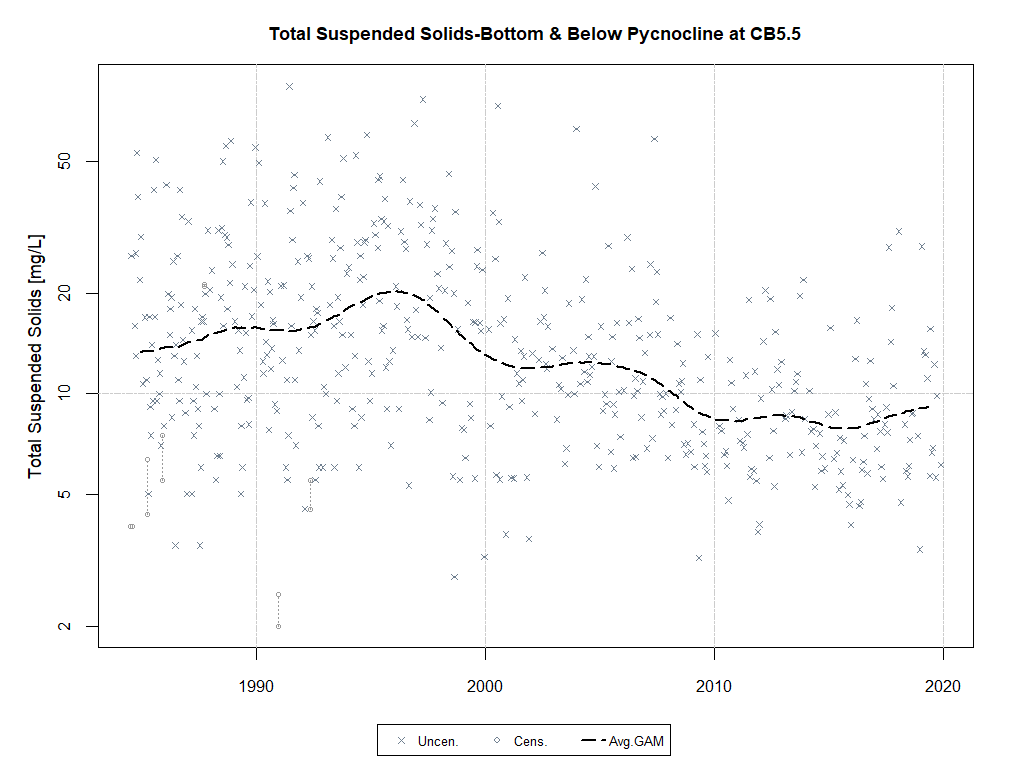 Total Suspended Solids-Bottom & Below Pycnocline at CB5.5
Total Suspended Solids [mg/L]
50
20
10
5
2
1990 2000 2010 2020
Uncen. Cens. Avg.GAM